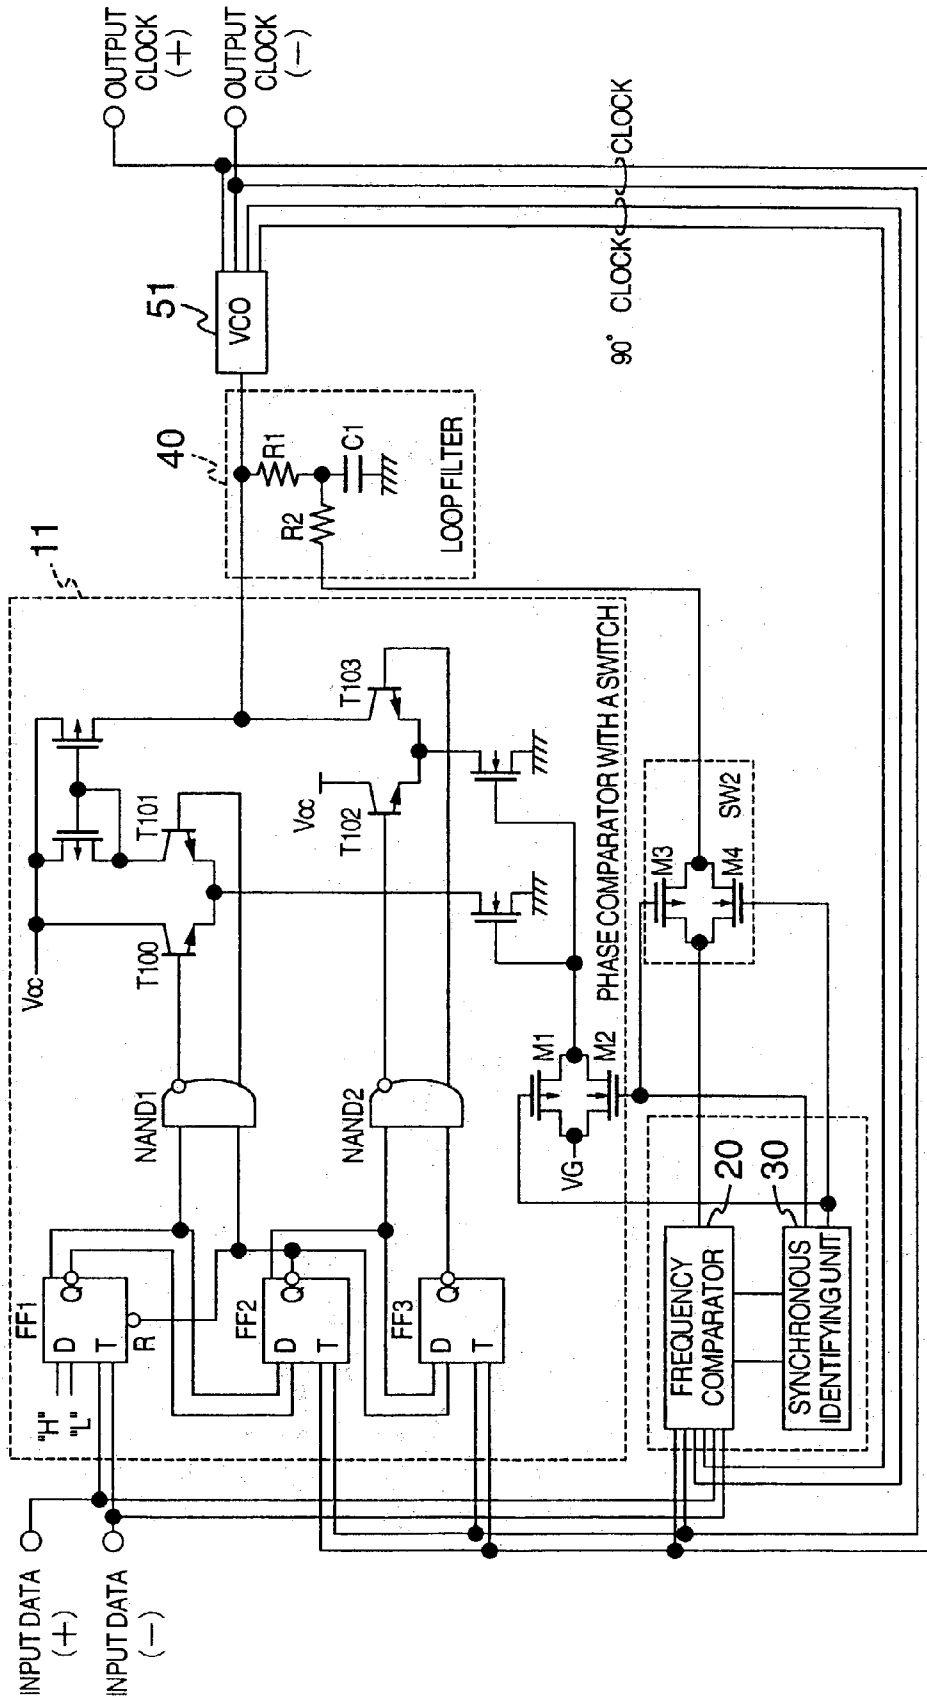 INPUT DATA
(+)
INPUT DATA
(-)
"H"
"L"
FF1
D
T
Q
R
FF2
D
T
Q
FF3
D
T
Q
NAND1
NAND2
Vcc
T100
T101
Vcc
T102
T103
11
VG
M1
M2
PHASE COMPARATOR WITH A SWITCH
FREQUENCY
COMPARATOR
20
SYNCHRONOUS
IDENTIFYING UNIT
30
M3
M4
SW2
40
R1
R2
C1
LOOP FILTER
51
VCO
90° CLOCK
CLOCK
OUTPUT
CLOCK
(+)
OUTPUT
CLOCK
(-)